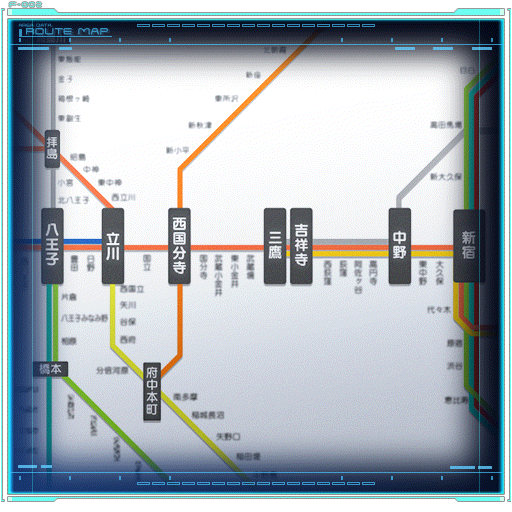 F-002
AREA DATA
ROUTE MAP
東飯能
北朝霞
金子
新座
箱根ヶ崎
東所沢
東福生
新秋津
高田馬場
拝島
昭島
新小平
中神
小宮
東中神
新大久保
北八王子
西立川
八王子
立川
西国分寺
三鷹
吉祥寺
中野
新宿
豊田
日野
国立
国分寺
武蔵小金井
東小金井
武蔵境
西荻窪
荻窪
阿佐ヶ谷
高円寺
東中野
大久保
片倉
西国立
八王子みなみ野
矢川
代々木
谷保
相原
西府
原宿
橋本
分倍河原
府中本町
渋谷
南多摩
恵比寿
稲城長沼
矢野口
稲田堤